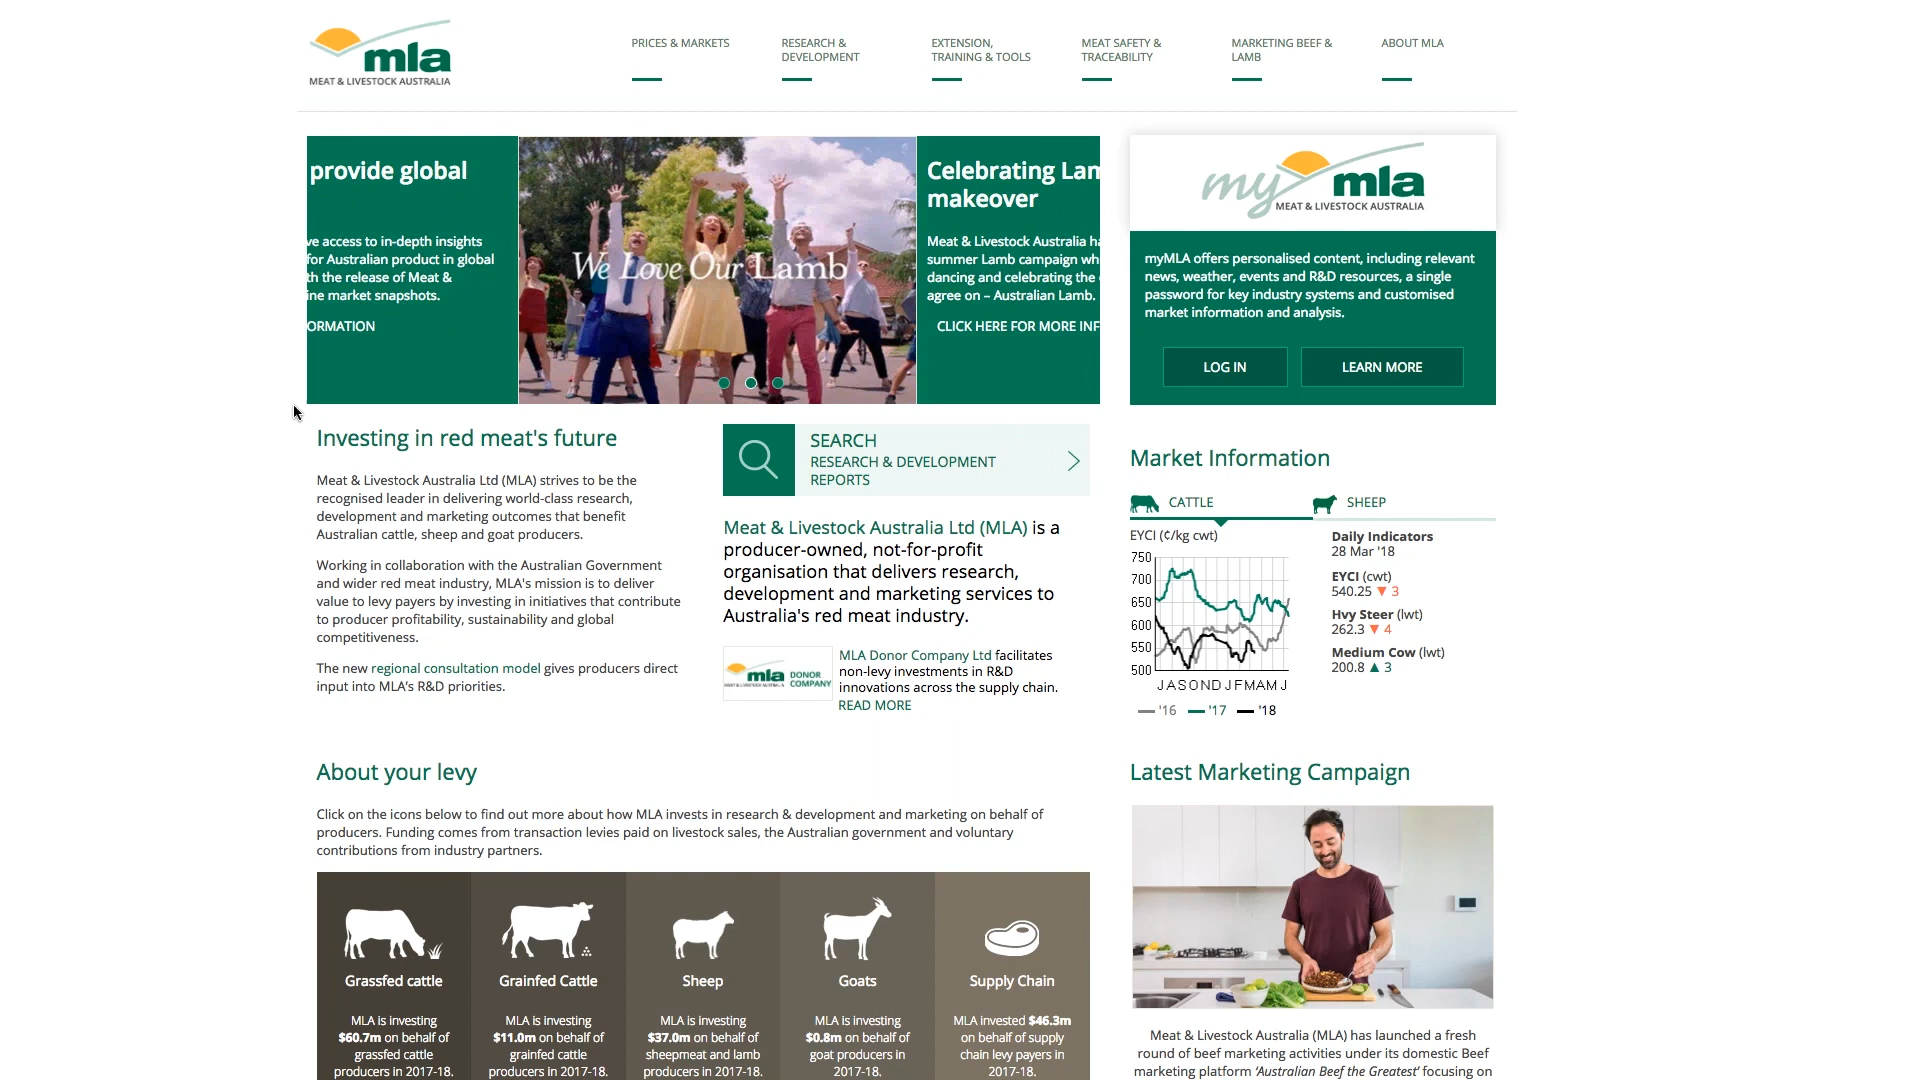 mla
MEAT & LIVESTOCK AUSTRALIA
PRICES & MARKETS
RESEARCH &
DEVELOPMENT
EXTENSION,
TRAINING & TOOLS
MEAT SAFETY &
TRACEABILITY
MARKETING BEEF &
LAMB
ABOUT MLA
provide global
ve access to in-depth insights
for Australian product in global
th the release of Meat &
ine market snapshots.
ORMATION
We Love Our Lamb
Celebrating Lam
makeover
Meat & Livestock Australia ha
summer Lamb campaign wh
dancing and celebrating the
agree on – Australian Lamb.
CLICK HERE FOR MORE INF
my mla
MEAT & LIVESTOCK AUSTRALIA
myMLA offers personalised content, including relevant
news, weather, events and R&D resources, a single
password for key industry systems and customised
market information and analysis.
LOG IN
LEARN MORE
Investing in red meat's future
Meat & Livestock Australia Ltd (MLA) strives to be the
recognised leader in delivering world-class research,
development and marketing outcomes that benefit
Australian cattle, sheep and goat producers.
Working in collaboration with the Australian Government
and wider red meat industry, MLA's mission is to deliver
value to levy payers by investing in initiatives that contribute
to producer profitability, sustainability and global
competitiveness.
The new regional consultation model gives producers direct
input into MLA's R&D priorities.
SEARCH
RESEARCH & DEVELOPMENT
REPORTS
Meat & Livestock Australia Ltd (MLA) is a
producer-owned, not-for-profit
organisation that delivers research,
development and marketing services to
Australia's red meat industry.
mla DONOR
MEAT & LIVESTOCK AUSTRALIA COMPANY
MLA Donor Company Ltd facilitates
non-levy investments in R&D
innovations across the supply chain.
READ MORE
Market Information
CATTLE
SHEEP
EYCI (¢/kg cwt)
750
700
650
600
550
500
J A S O N D J F M A M J
'16 '17 '18
Daily Indicators
28 Mar '18
EYCI (cwt)
540.25 ▼ 3
Hvy Steer (lwt)
262.3 ▼ 4
Medium Cow (lwt)
200.8 ▲ 3
About your levy
Click on the icons below to find out more about how MLA invests in research & development and marketing on behalf of
producers. Funding comes from transaction levies paid on livestock sales, the Australian government and voluntary
contributions from industry partners.
Grassfed cattle
MLA is investing
$60.7m on behalf of
grassfed cattle
producers in 2017-18.
Grainfed Cattle
MLA is investing
$11.0m on behalf of
grainfed cattle
producers in 2017-18.
Sheep
MLA is investing
$37.0m on behalf of
sheepmeat and lamb
producers in 2017-18.
Goats
MLA is investing
$0.8m on behalf of
goat producers in
2017-18.
Supply Chain
MLA invested $46.3m
on behalf of supply
chain levy payers in
2017-18.
Latest Marketing Campaign
Meat & Livestock Australia (MLA) has launched a fresh
round of beef marketing activities under its domestic Beef
marketing platform 'Australian Beef the Greatest' focusing on